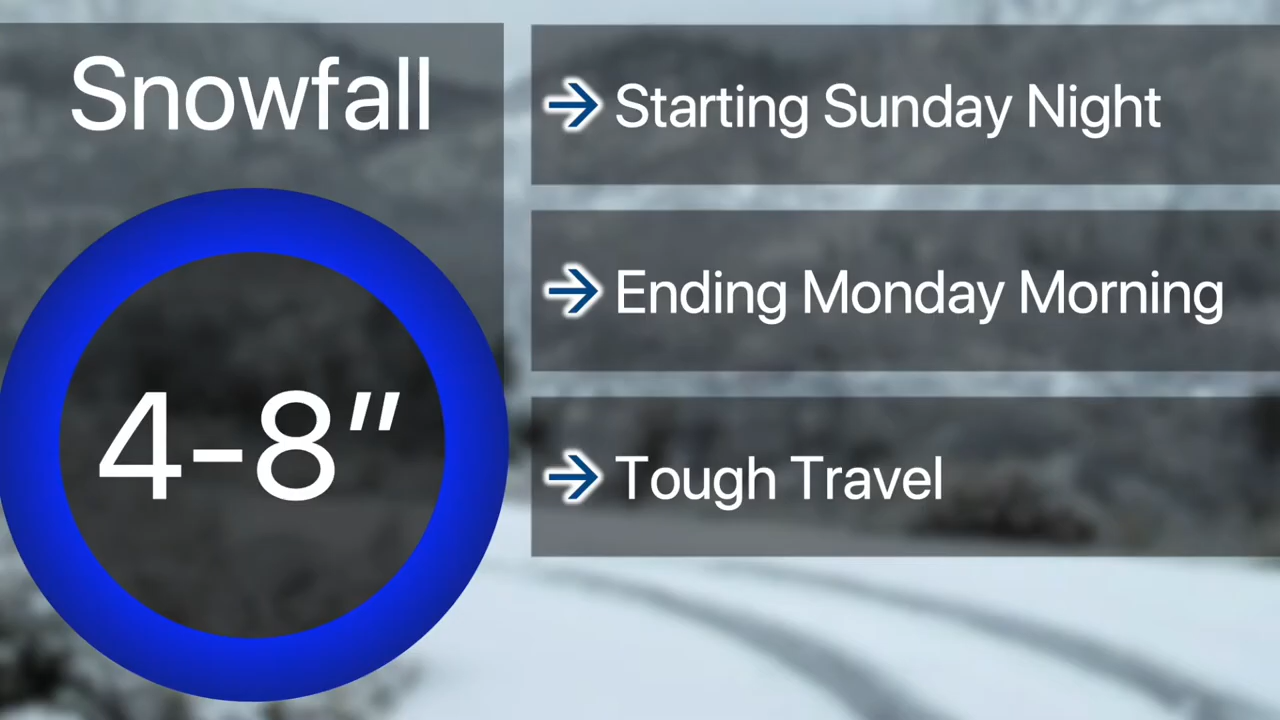 Snowfall
4-8"
Starting Sunday Night
Ending Monday Morning
Tough Travel